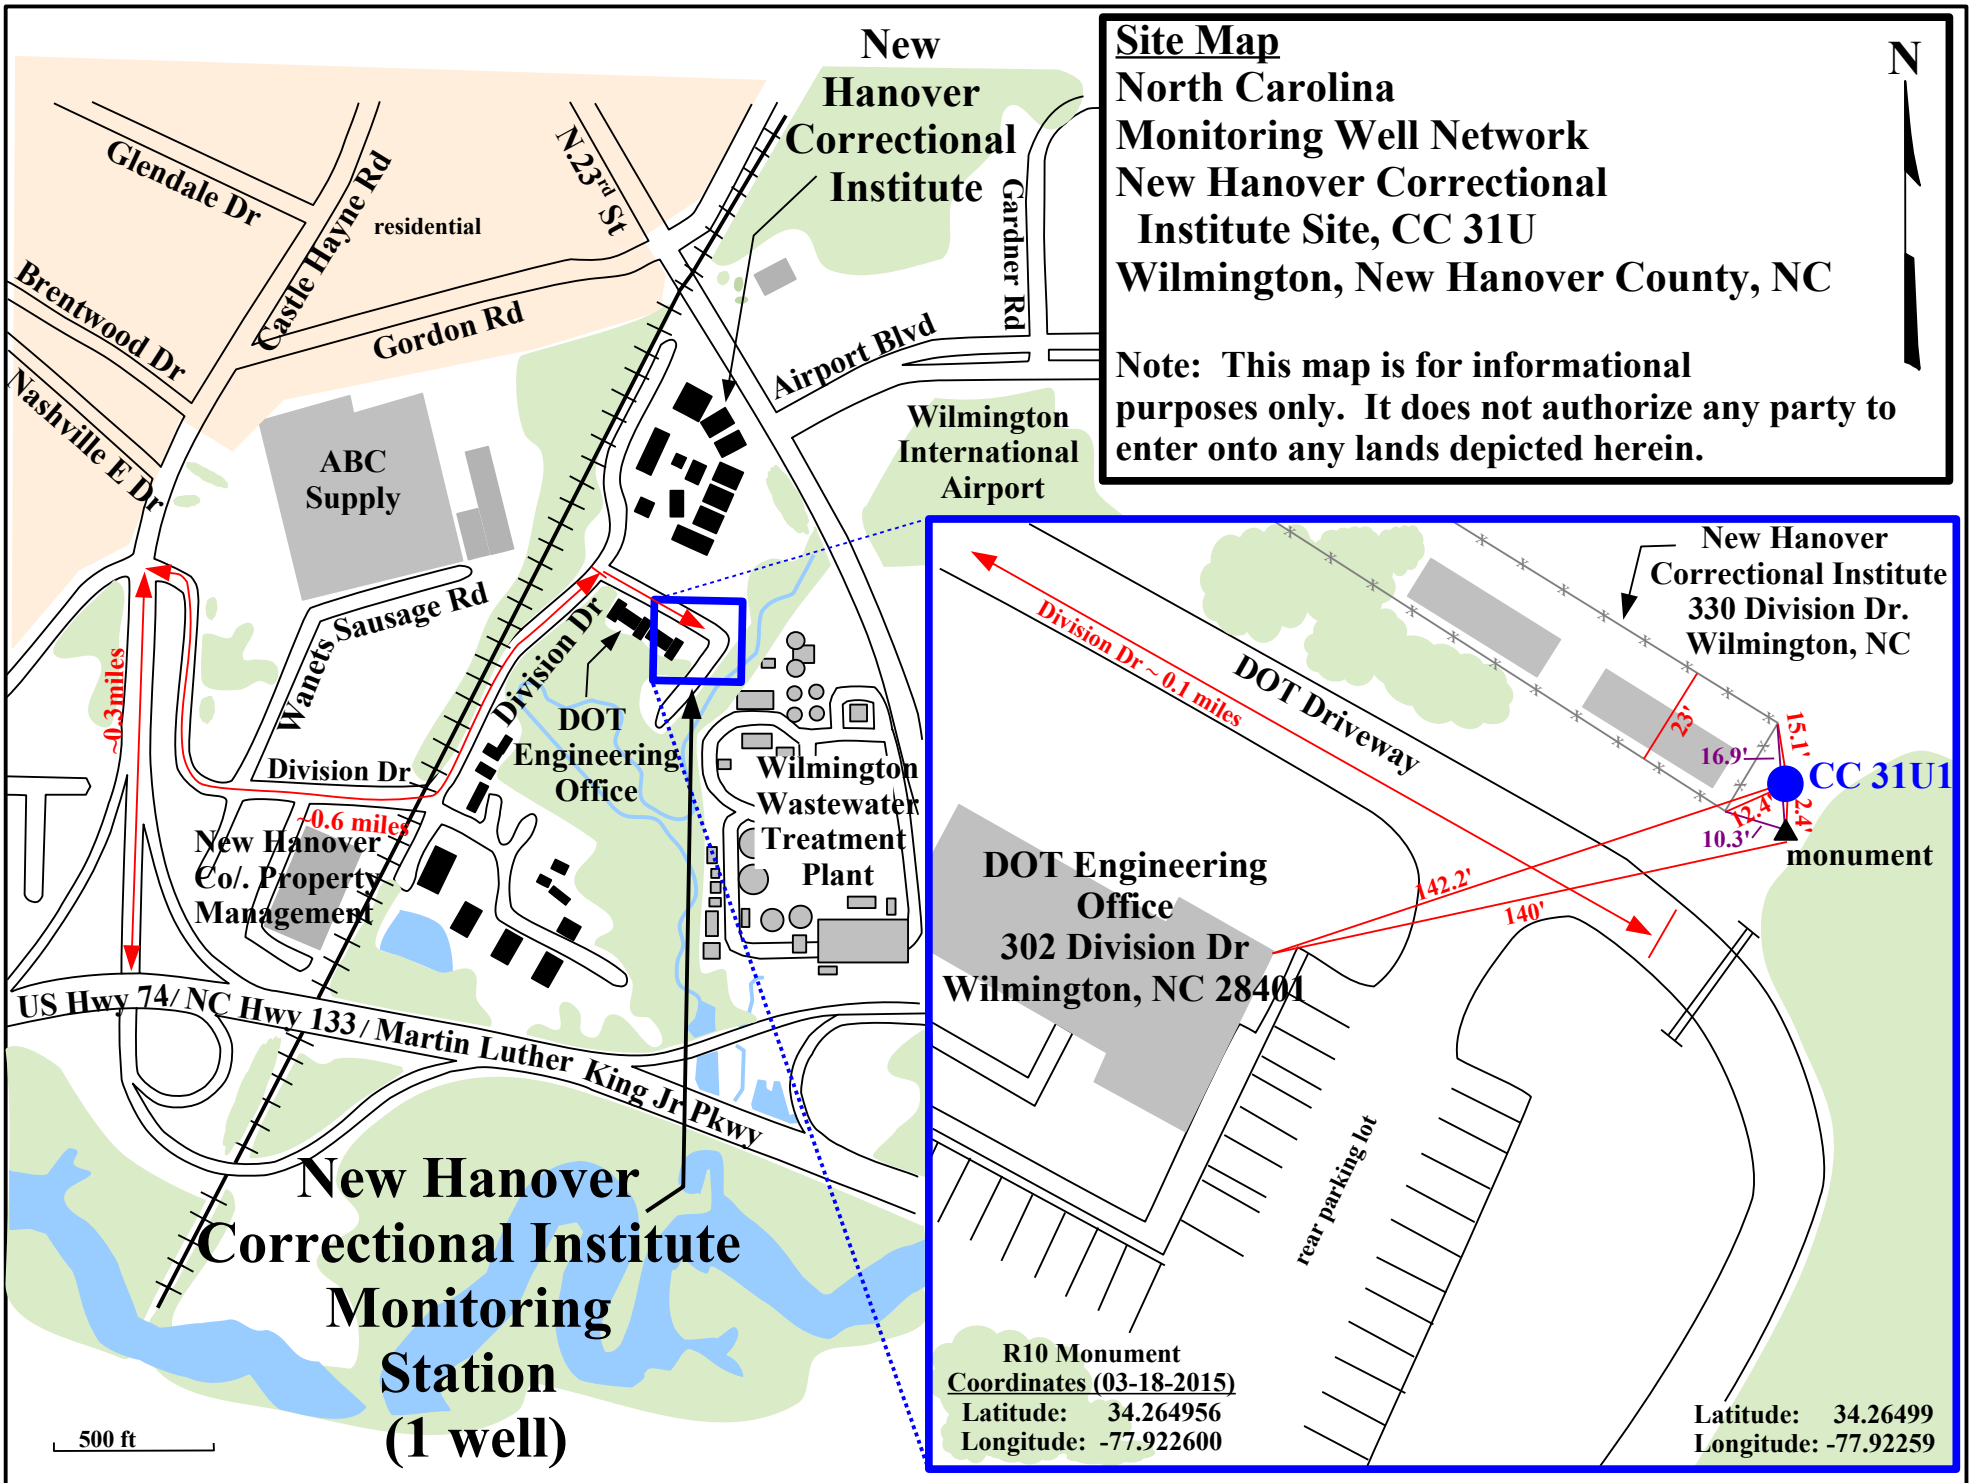 Site Map
North Carolina
Monitoring Well Network
New Hanover Correctional
Institute Site, CC 31U
Wilmington, New Hanover County, NC
Note: This map is for informational
purposes only. It does not authorize any party to
enter onto any lands depicted herein.
N
New
Hanover
Correctional
Institute
Glendale Dr
Castle Hayne Rd
residential
N.23rd St
Gardner Rd
Brentwood Dr
Gordon Rd
Airport Blvd
Nashville E Dr
ABC
Supply
Wilmington
International
Airport
Wanets Sausage Rd
~0.3miles
Division Dr
DOT
Engineering
Office
Division Dr
~0.6 miles
New Hanover
Co/. Property
Management
Wilmington
Wastewater
Treatment
Plant
US Hwy 74/ NC Hwy 133 / Martin Luther King Jr Pkwy
New Hanover
Correctional Institute
Monitoring
Station
(1 well)
500 ft
New Hanover
Correctional Institute
330 Division Dr.
Wilmington, NC
Division Dr ~ 0.1 miles
DOT Driveway
23'
15.1'
16.9'
CC 31U1
12.4'
2.4'
10.3'
monument
142.2'
140'
DOT Engineering
Office
302 Division Dr
Wilmington, NC 28401
rear parking lot
R10 Monument
Coordinates (03-18-2015)
Latitude: 34.264956
Longitude: -77.922600
Latitude: 34.26499
Longitude: -77.92259